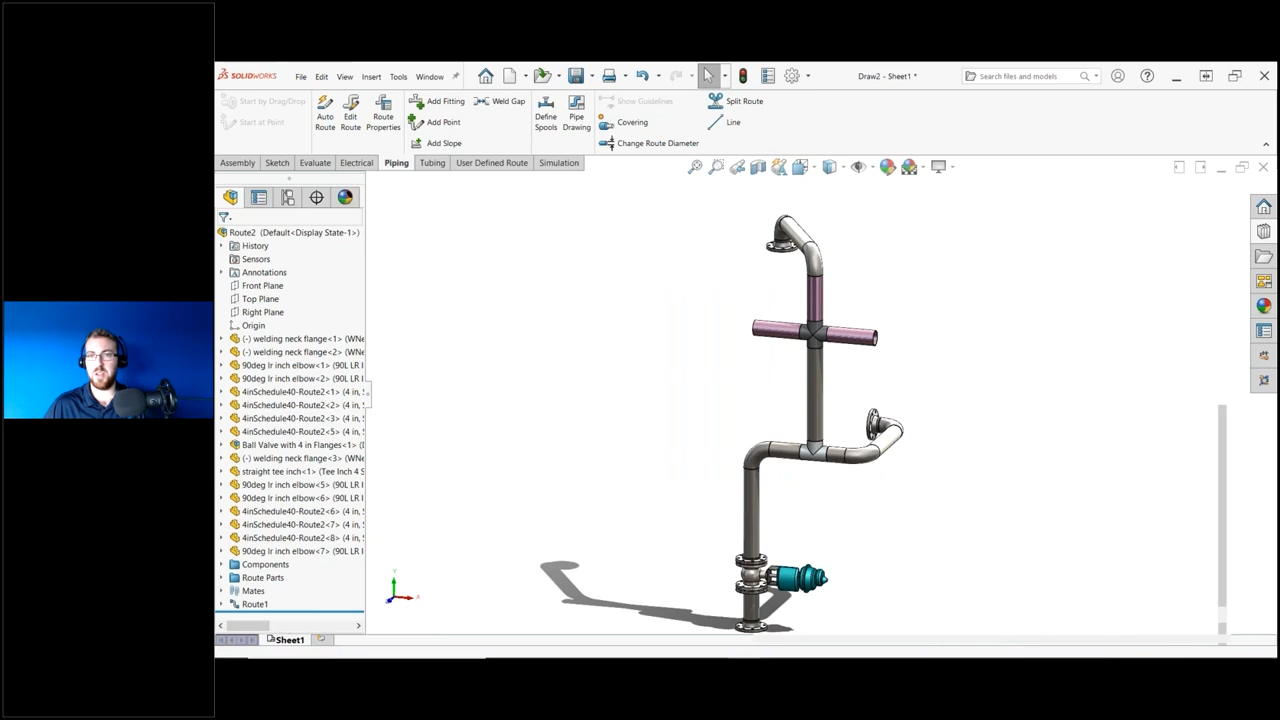 SOLIDWORKS File Edit View Insert Tools Window Draw2 - Sheet1 * Search files and models
Start by Drag/Drop
Start at Point
Auto Route
Edit Route
Route Properties
Add Fitting
Weld Gap
Add Point
Add Slope
Define Spools
Pipe Drawing
Show Guidelines
Split Route
Covering
Line
Change Route Diameter
Assembly Sketch Evaluate Electrical Piping Tubing User Defined Route Simulation
Route2 (Default<Display State-1>)
History
Sensors
Annotations
Front Plane
Top Plane
Right Plane
Origin
(-) welding neck flange<1> (WNe
(-) welding neck flange<2> (WNe
90deg lr inch elbow<1> (90L LR I
90deg lr inch elbow<2> (90L LR I
4inSchedule40-Route2<1> (4 in, S
4inSchedule40-Route2<2> (4 in, S
4inSchedule40-Route2<3> (4 in, S
4inSchedule40-Route2<5> (4 in, S
Ball Valve with 4 in Flanges<1> (D
(-) welding neck flange<3> (WNe
straight tee inch<1> (Tee Inch 4 S
90deg lr inch elbow<5> (90L LR I
90deg lr inch elbow<6> (90L LR I
4inSchedule40-Route2<6> (4 in, S
4inSchedule40-Route2<7> (4 in, S
4inSchedule40-Route2<8> (4 in, S
90deg lr inch elbow<7> (90L LR I
Components
Route Parts
Mates
Route1
Sheet1